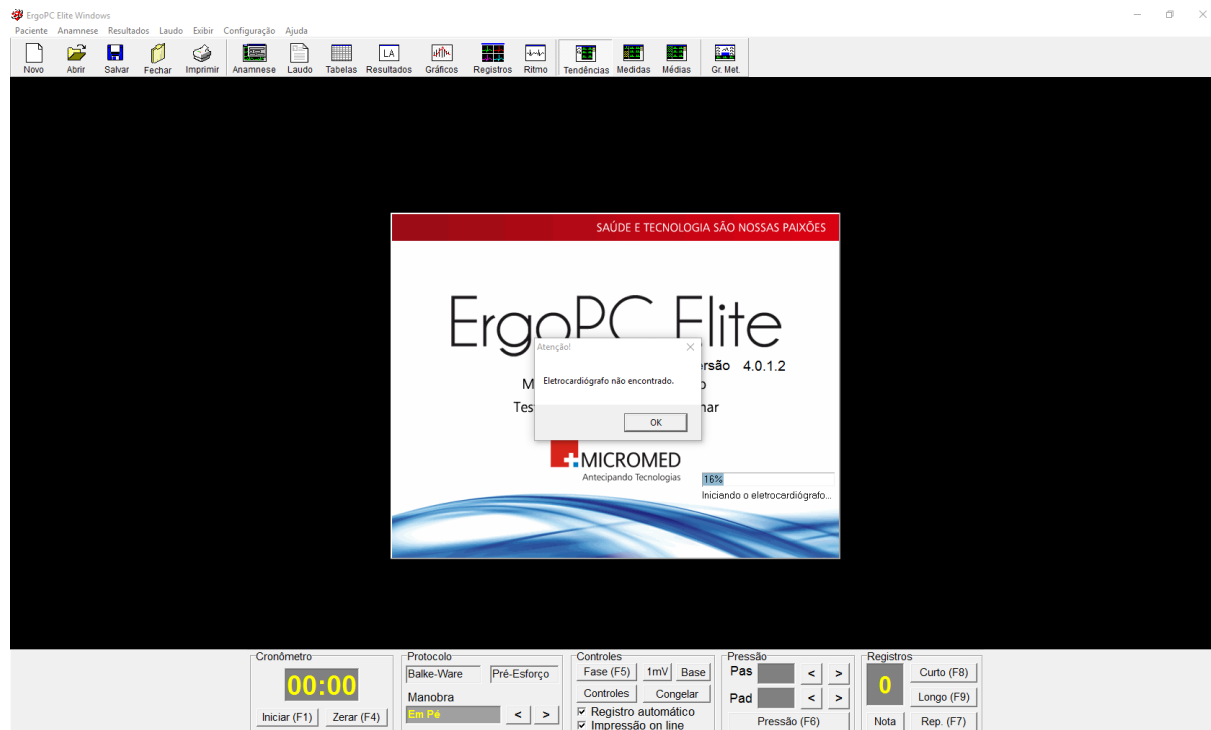 ErgoPC Elite Windows
Paciente Anamnese Resultados Laudo Exibir Configuração Ajuda
LA
Novo Abrir Salvar Fechar Imprimir Anamnese Laudo Tabelas Resultados Gráficos Registros Ritmo Tendências Medidas Médias Gr. Met.
SAÚDE E TECNOLOGIA SÃO NOSSAS PAIXÕES
ErgoPC Elite
Atenção!
4.0.1.2
Eletrocardiógrafo não encontrado.
OK
MICROMED
Antecipando Tecnologias
16%
Iniciando o eletrocardiógrafo...
Cronômetro
00:00
Iniciar (F1) Zerar (F4)
Protocolo
Balke-Ware Pré-Esforço
Manobra
Em Pé < >
Controles
Fase (F5) 1mV Base
Controles Congelar
Registro automático
Impressão on line
Pressão
Pas < >
Pad < >
Pressão (F6)
Registros
0 Curto (F8)
Longo (F9)
Nota Rep. (F7)